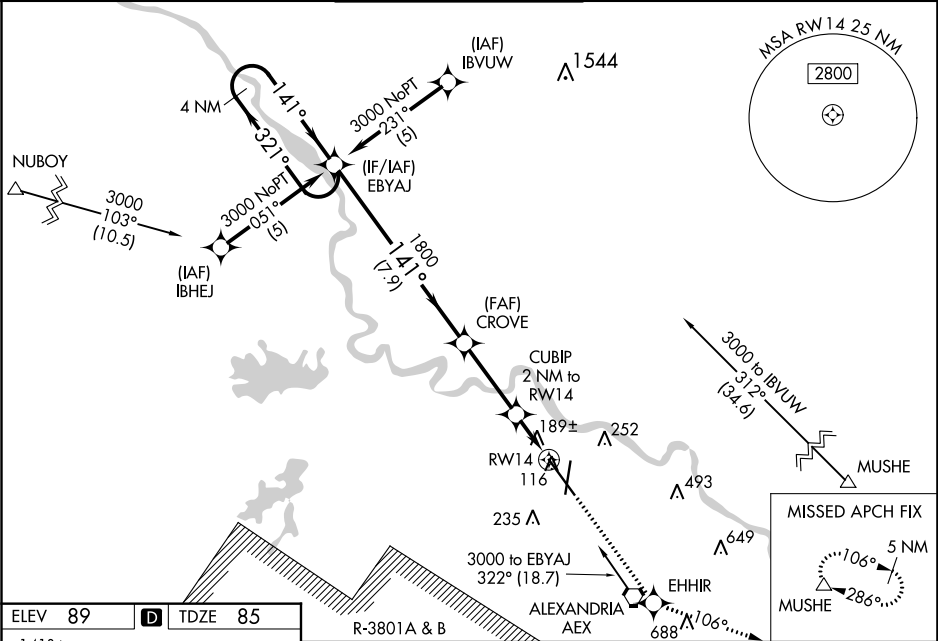 MSA RW14 25 NM
2800
(IAF)
IBVUW
1544
3000 NoPT
231°
(5)
4 NM
141°
321°
(IF/IAF)
EBYAJ
NUBOY
3000
103°
(10.5)
3000 NoPT
051°
(5)
(IAF)
IBHEJ
1800
141°
(7.9)
(FAF)
CROVE
CUBIP
2 NM to
RW14
189±
252
RW14
116
493
235
649
3000 to IBVUW
312°
(34.6)
MUSHE
MISSED APCH FIX
5 NM
106°
286°
MUSHE
3000 to EBYAJ
322° (18.7)
EHHIR
ALEXANDRIA
AEX
106°
688
R-3801A & B
ELEV 89
D
TDZE 85